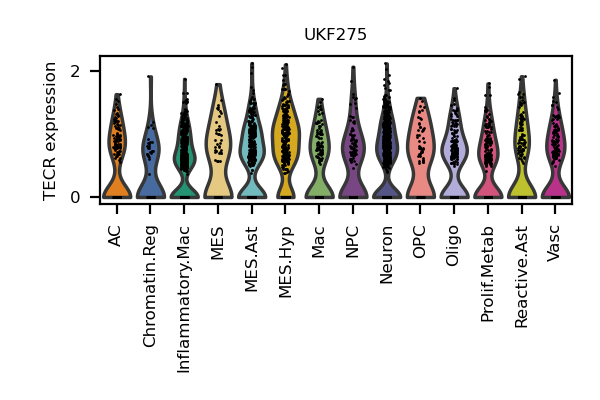 UKF275
TECR expression
2
0
AC
Chromatin.Reg
Inflammatory.Mac
MES
MES.Ast
MES.Hyp
Mac
NPC
Neuron
OPC
Oligo
Prolif.Metab
Reactive.Ast
Vasc